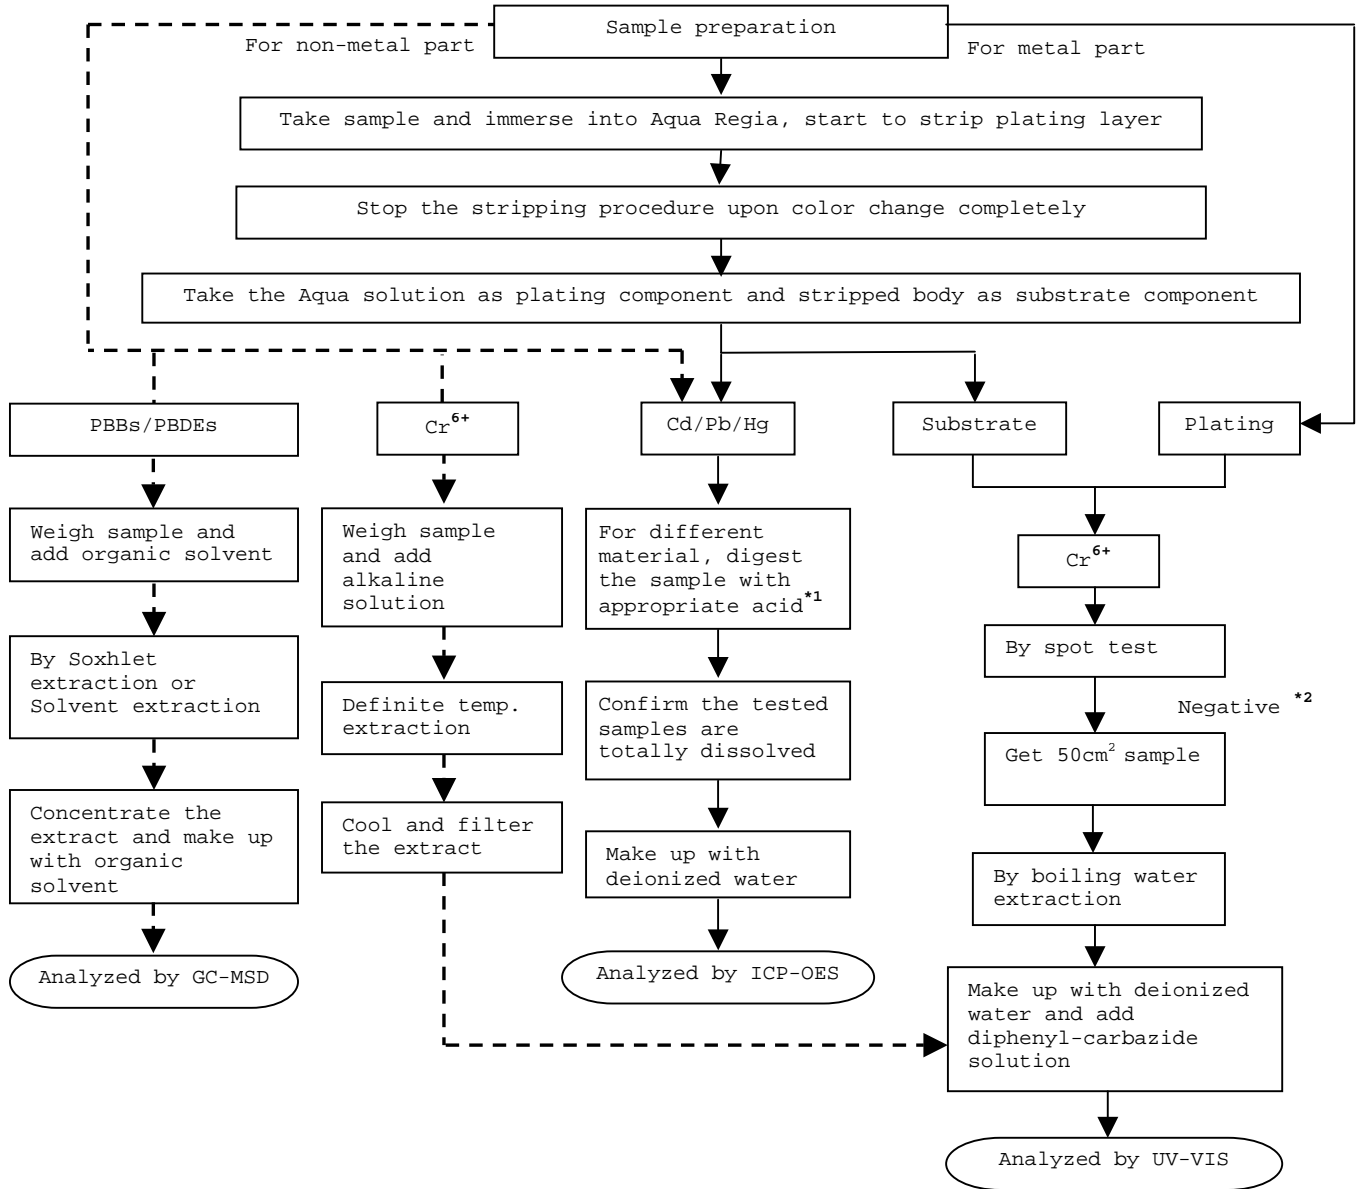 Sample preparation
For non-metal part
For metal part
Take sample and immerse into Aqua Regia, start to strip plating layer
Stop the stripping procedure upon color change completely
Take the Aqua solution as plating component and stripped body as substrate component
PBBs/PBDEs
Cr6+
Cd/Pb/Hg
Substrate
Plating
Weigh sample and
add organic solvent
By Soxhlet
extraction or
Solvent extraction
Concentrate the
extract and make up
with organic
solvent
Analyzed by GC-MSD
Weigh sample
and add
alkaline
solution
Definite temp.
extraction
Cool and filter
the extract
For different
material, digest
the sample with
appropriate acid*1
Confirm the tested
samples are
totally dissolved
Make up with
deionized water
Analyzed by ICP-OES
Cr6+
By spot test
Negative *2
Get 50cm2 sample
By boiling water
extraction
Make up with deionized
water and add
diphenyl-carbazide
solution
Analyzed by UV-VIS